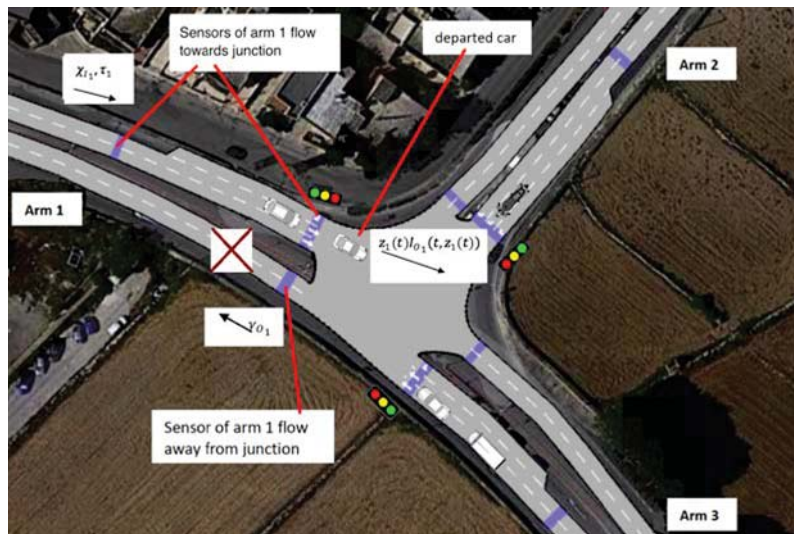 Sensors of arm 1 flow
towards junction
departed car
χ_{I_1}, τ_1
Arm 2
Arm 1
z_1(t)l_{O_1}(t,z_1(t))
γ_{O_1}
Sensor of arm 1 flow
away from junction
Arm 3